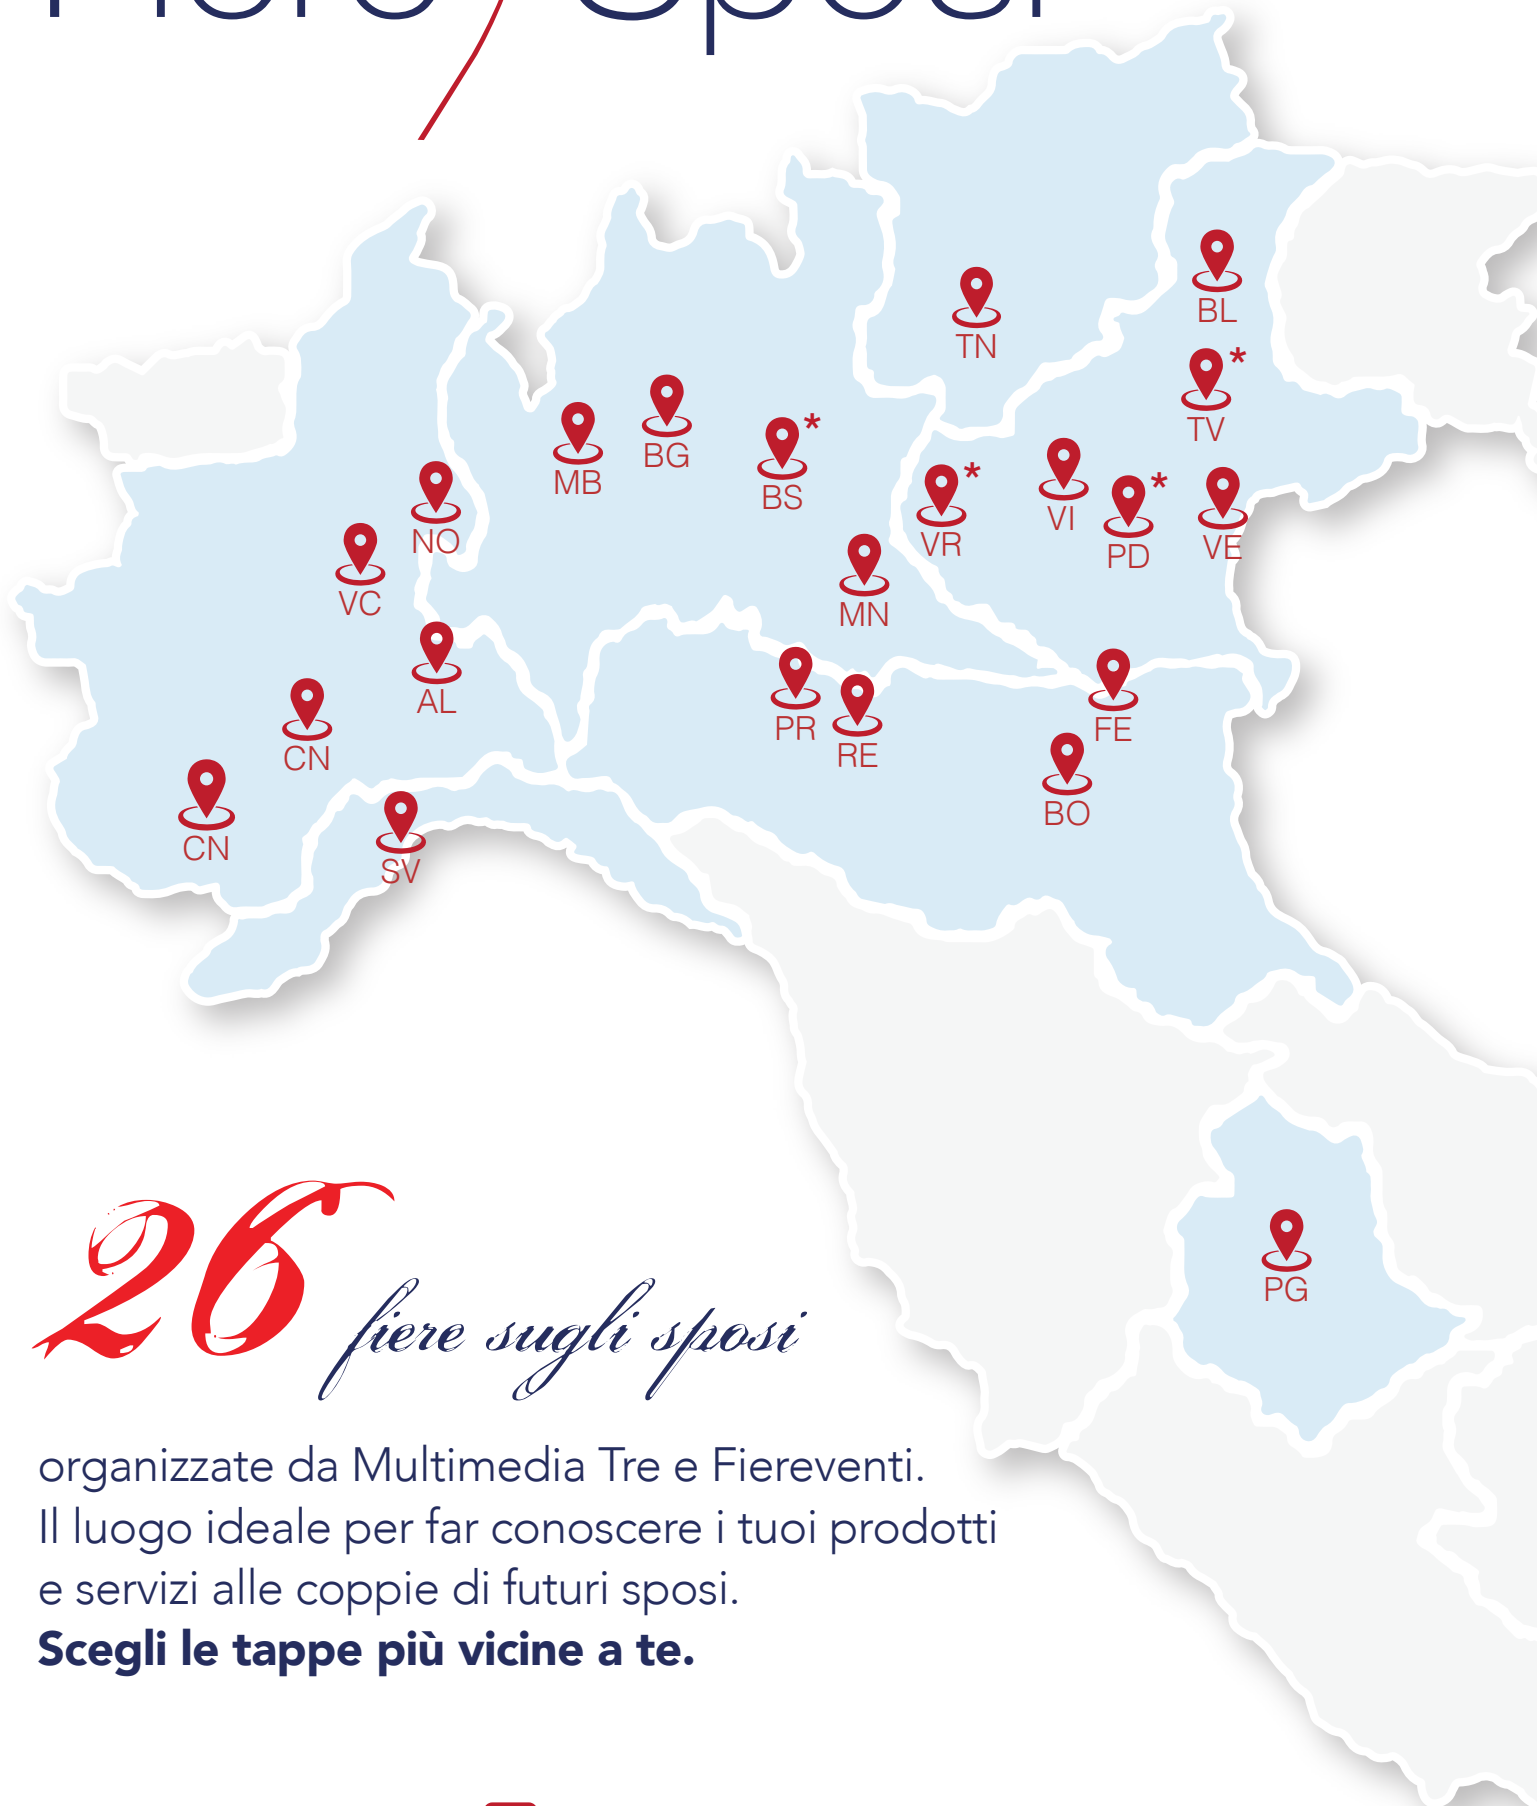 Fiere Sposi
BL
TN
TV *
BG
MB
BS *
VR *
VI
PD *
VE
NO
VC
MN
AL
PR
RE
FE
CN
BO
CN
SV
PG
26 fiere sugli sposi
organizzate da Multimedia Tre e Fiereventi.
Il luogo ideale per far conoscere i tuoi prodotti
e servizi alle coppie di futuri sposi.
Scegli le tappe più vicine a te.